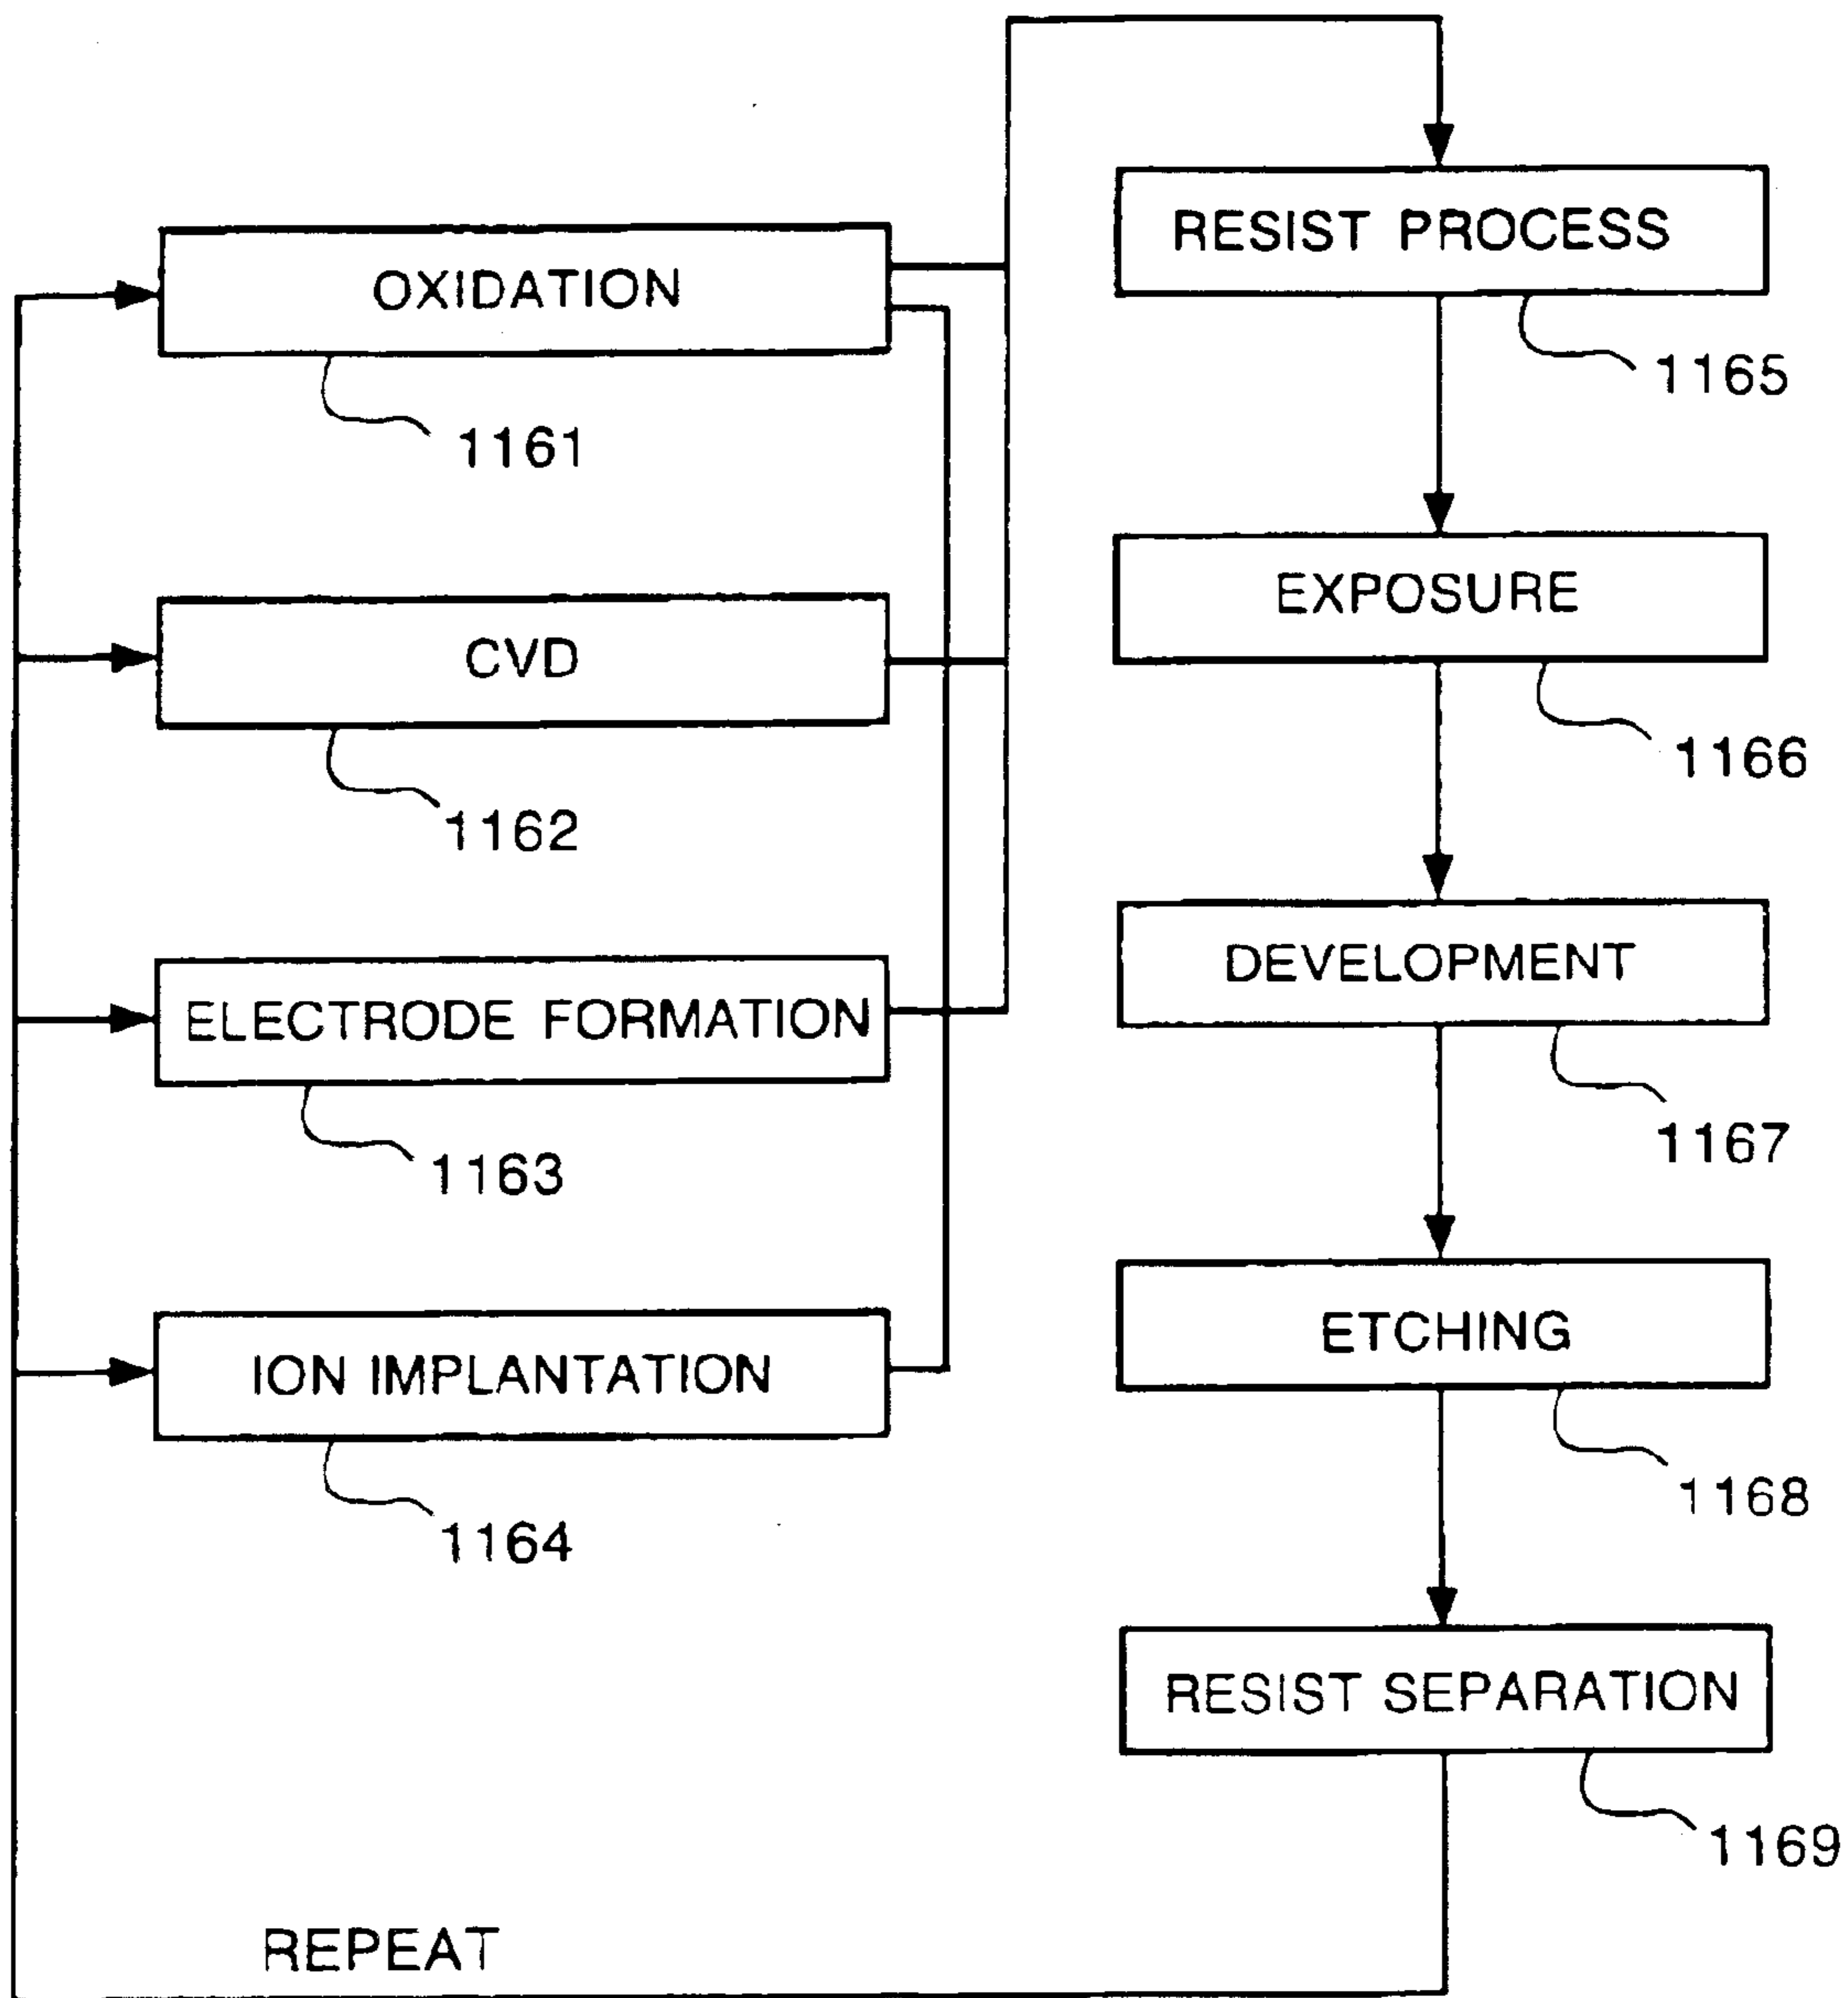 OXIDATION
1161
CVD
1162
ELECTRODE FORMATION
1163
ION IMPLANTATION
1164
RESIST PROCESS
1165
EXPOSURE
1166
DEVELOPMENT
1167
ETCHING
1168
RESIST SEPARATION
1169
REPEAT